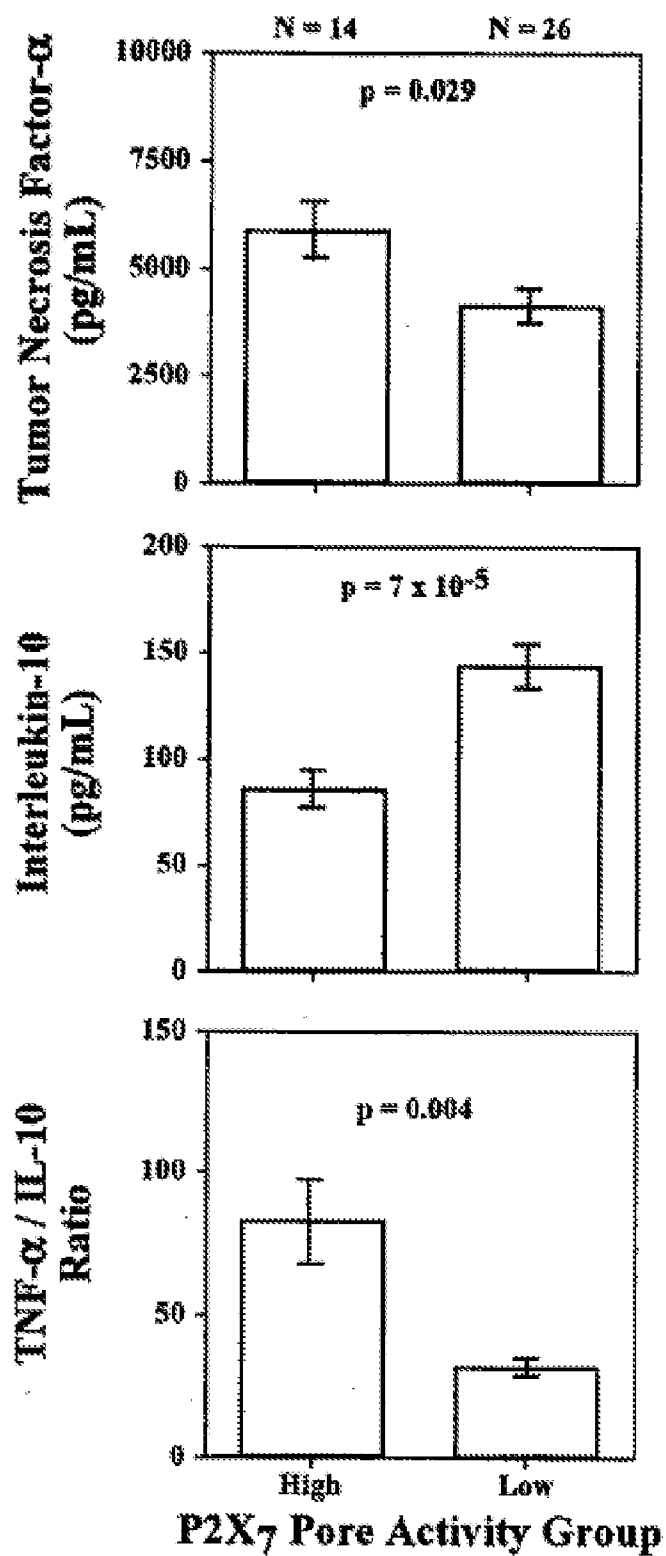 N = 14 N = 26
Tumor Necrosis Factor-α
(pg/mL)
10000
7500
5000
2500
0
p = 0.029
Interleukin-10
(pg/mL)
200
150
100
50
0
p = 7 x 10-5
TNF-α / IL-10
Ratio
150
100
50
0
p = 0.004
High Low
P2X7 Pore Activity Group